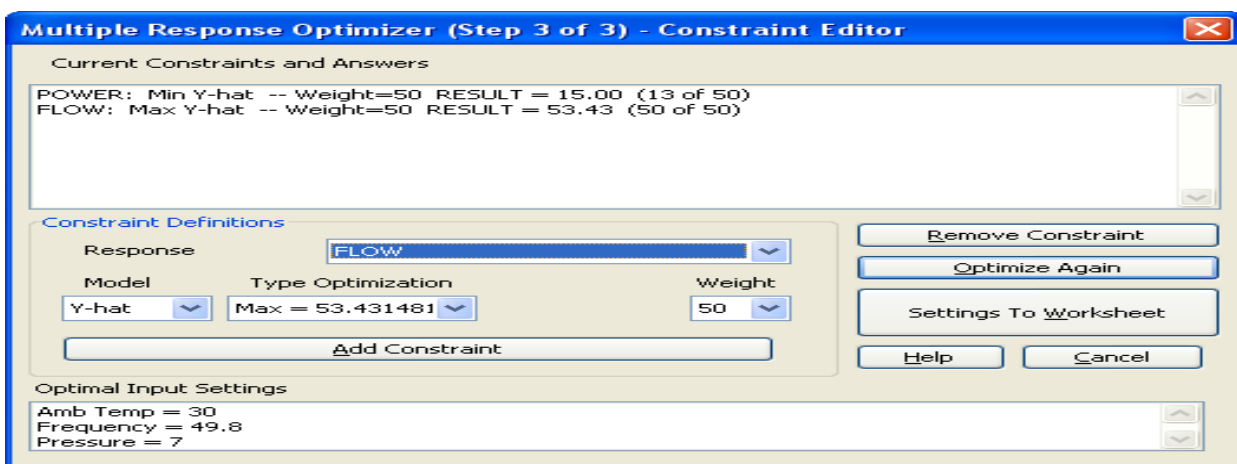 Multiple Response Optimizer (Step 3 of 3) - Constraint Editor
Current Constraints and Answers
POWER: Min Y-hat -- Weight=50 RESULT = 15.00 (13 of 50)
FLOW: Max Y-hat -- Weight=50 RESULT = 53.43 (50 of 50)
Constraint Definitions
Response FLOW
Model Type Optimization Weight
Y-hat Max = 53.431481 50
Add Constraint
Remove Constraint
Optimize Again
Settings To Worksheet
Help Cancel
Optimal Input Settings
Amb Temp = 30
Frequency = 49.8
Pressure = 7